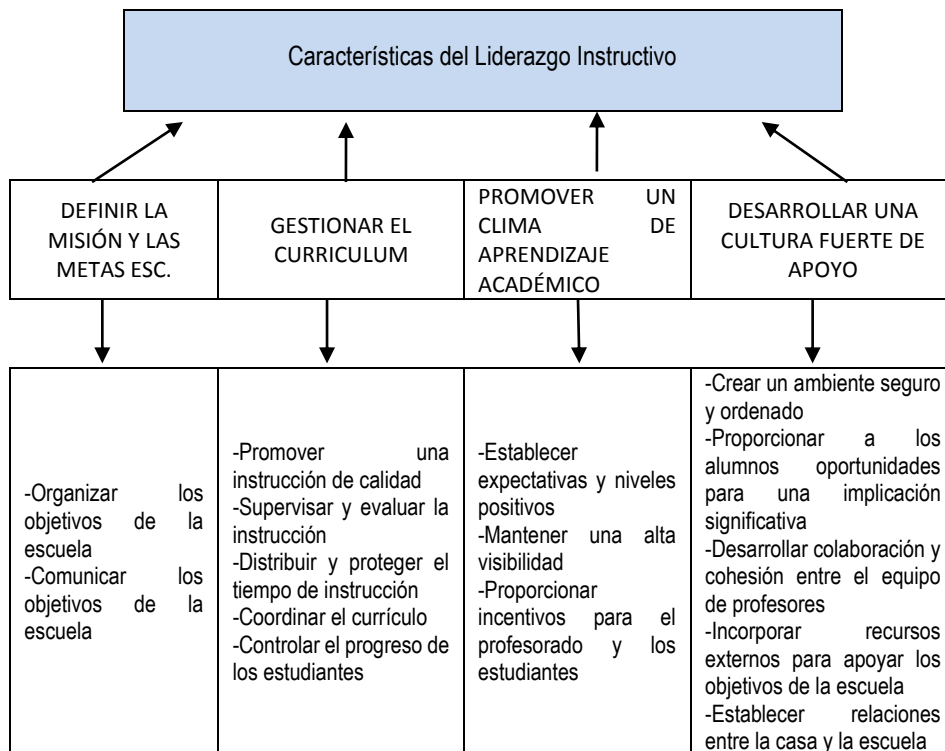 Características del Liderazgo Instructivo
DEFINIR LA
MISIÓN Y LAS
METAS ESC.
GESTIONAR EL
CURRICULUM
PROMOVER UN
CLIMA DE
APRENDIZAJE
ACADÉMICO
DESARROLLAR UNA
CULTURA FUERTE DE
APOYO
-Organizar los
objetivos de la
escuela
-Comunicar los
objetivos de la
escuela
-Promover una
instrucción de calidad
-Supervisar y evaluar la
instrucción
-Distribuir y proteger el
tiempo de instrucción
-Coordinar el currículo
-Controlar el progreso de
los estudiantes
-Establecer
expectativas y niveles
positivos
-Mantener una alta
visibilidad
-Proporcionar
incentivos para el
profesorado y los
estudiantes
-Crear un ambiente seguro
y ordenado
-Proporcionar a los
alumnos oportunidades
para una implicación
significativa
-Desarrollar colaboración y
cohesión entre el equipo
de profesores
-Incorporar recursos
externos para apoyar los
objetivos de la escuela
-Establecer relaciones
entre la casa y la escuela